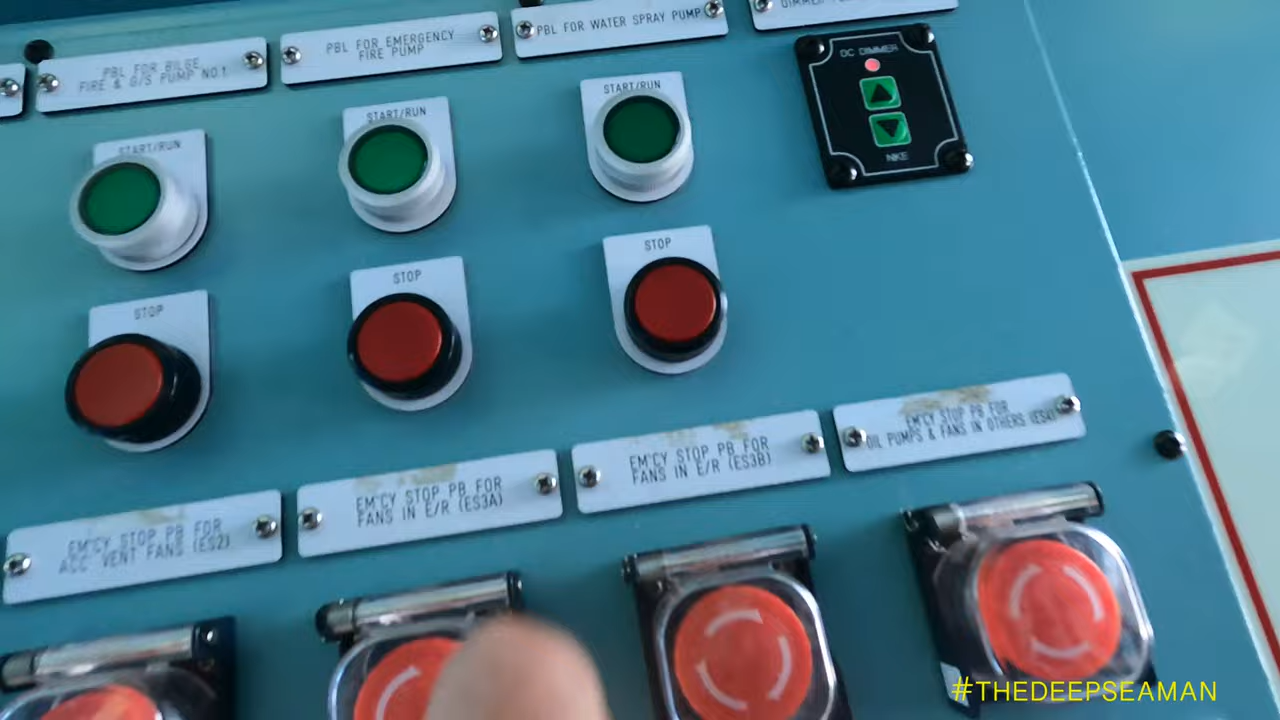 PBL FOR BILGE
FIRE & G/S PUMP NO.1
PBL FOR EMERGENCY
FIRE PUMP
PBL FOR WATER SPRAY PUMP
START/RUN
START/RUN
START/RUN
DC DIMMER
NIKE
STOP
STOP
STOP
EM'CY STOP PB FOR
ACC' VENT FANS (ES2)
EM'CY STOP PB FOR
FANS IN E/R (ES3A)
EM'CY STOP PB FOR
FANS IN E/R (ES3B)
EM'CY STOP PB FOR
OIL PUMPS & FANS IN OTHERS (ES4)
#THEDEEPSEAMAN